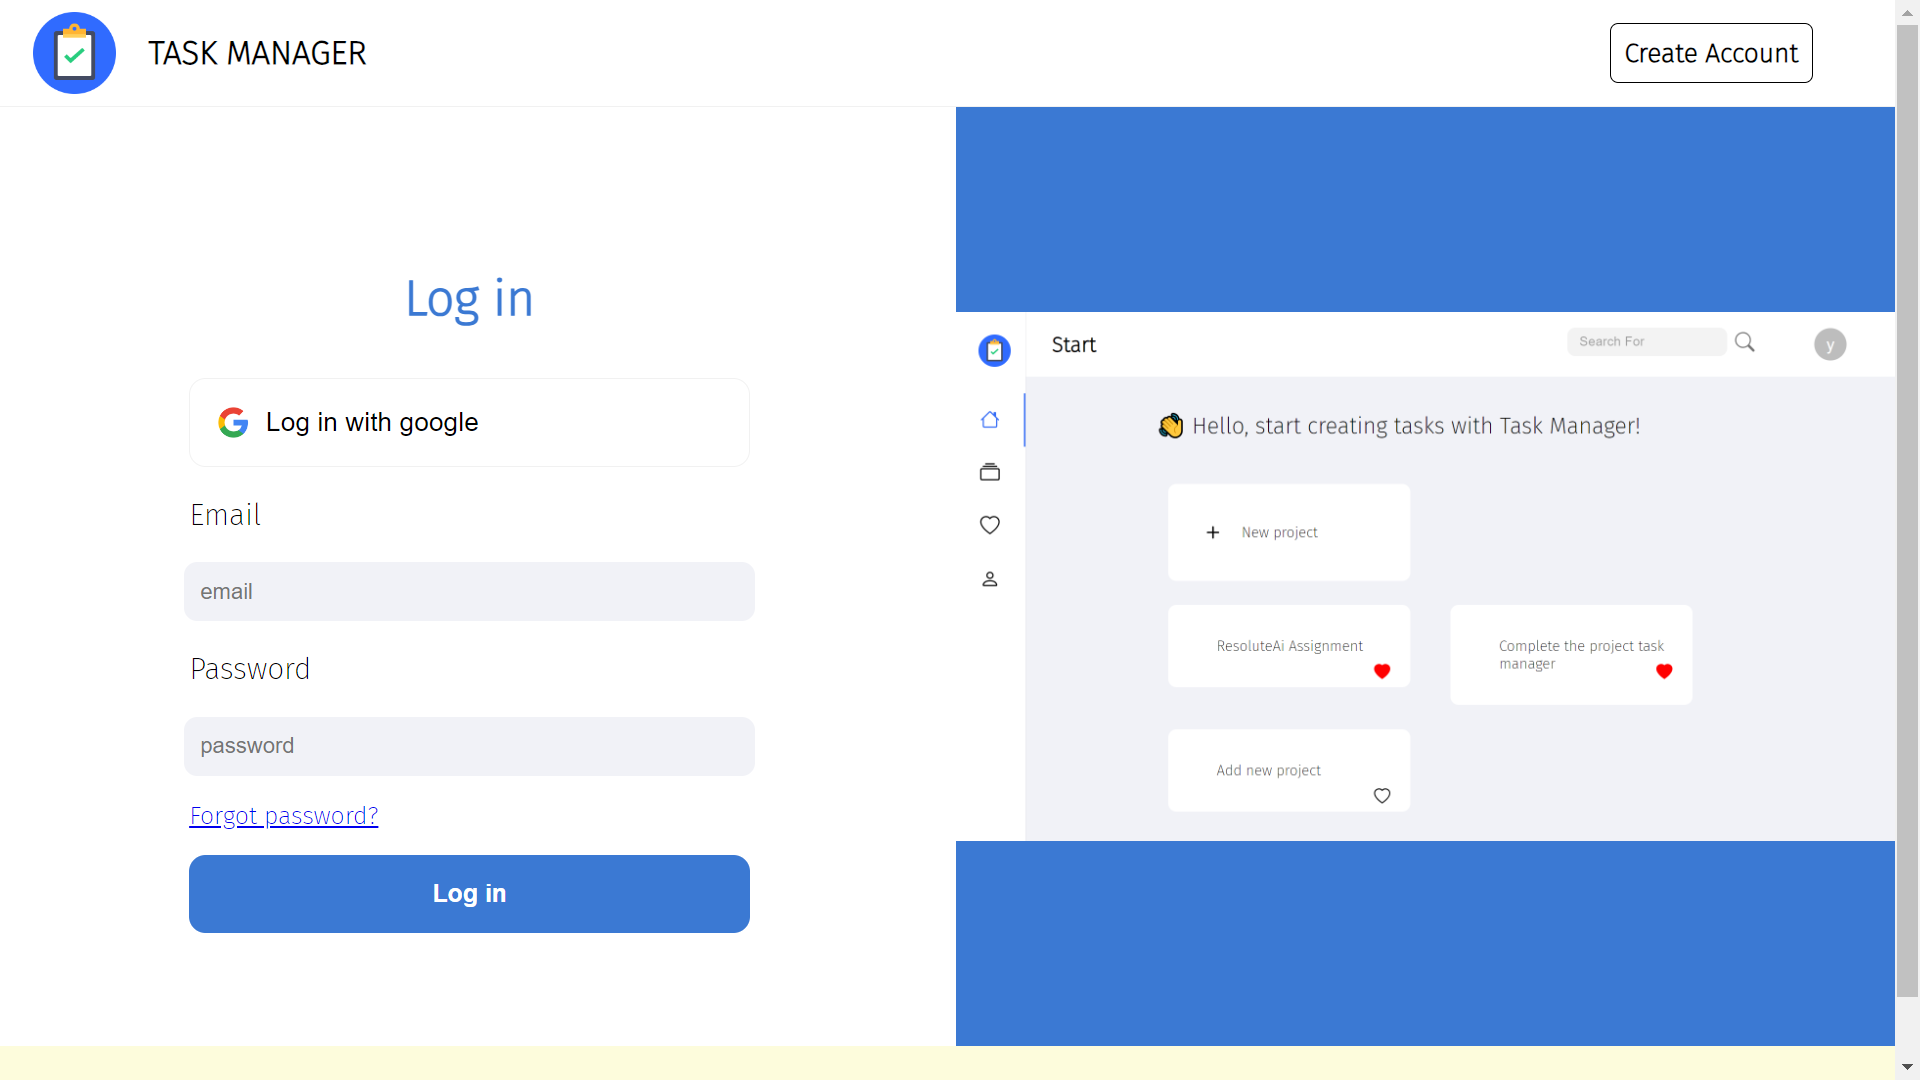 TASK MANAGER
Create Account
Log in
Log in with google
Email
email
Password
password
Forgot password?
Log in
Start
Search For
y
👏 Hello, start creating tasks with Task Manager!
+ New project
ResoluteAi Assignment
Complete the project task
manager
Add new project